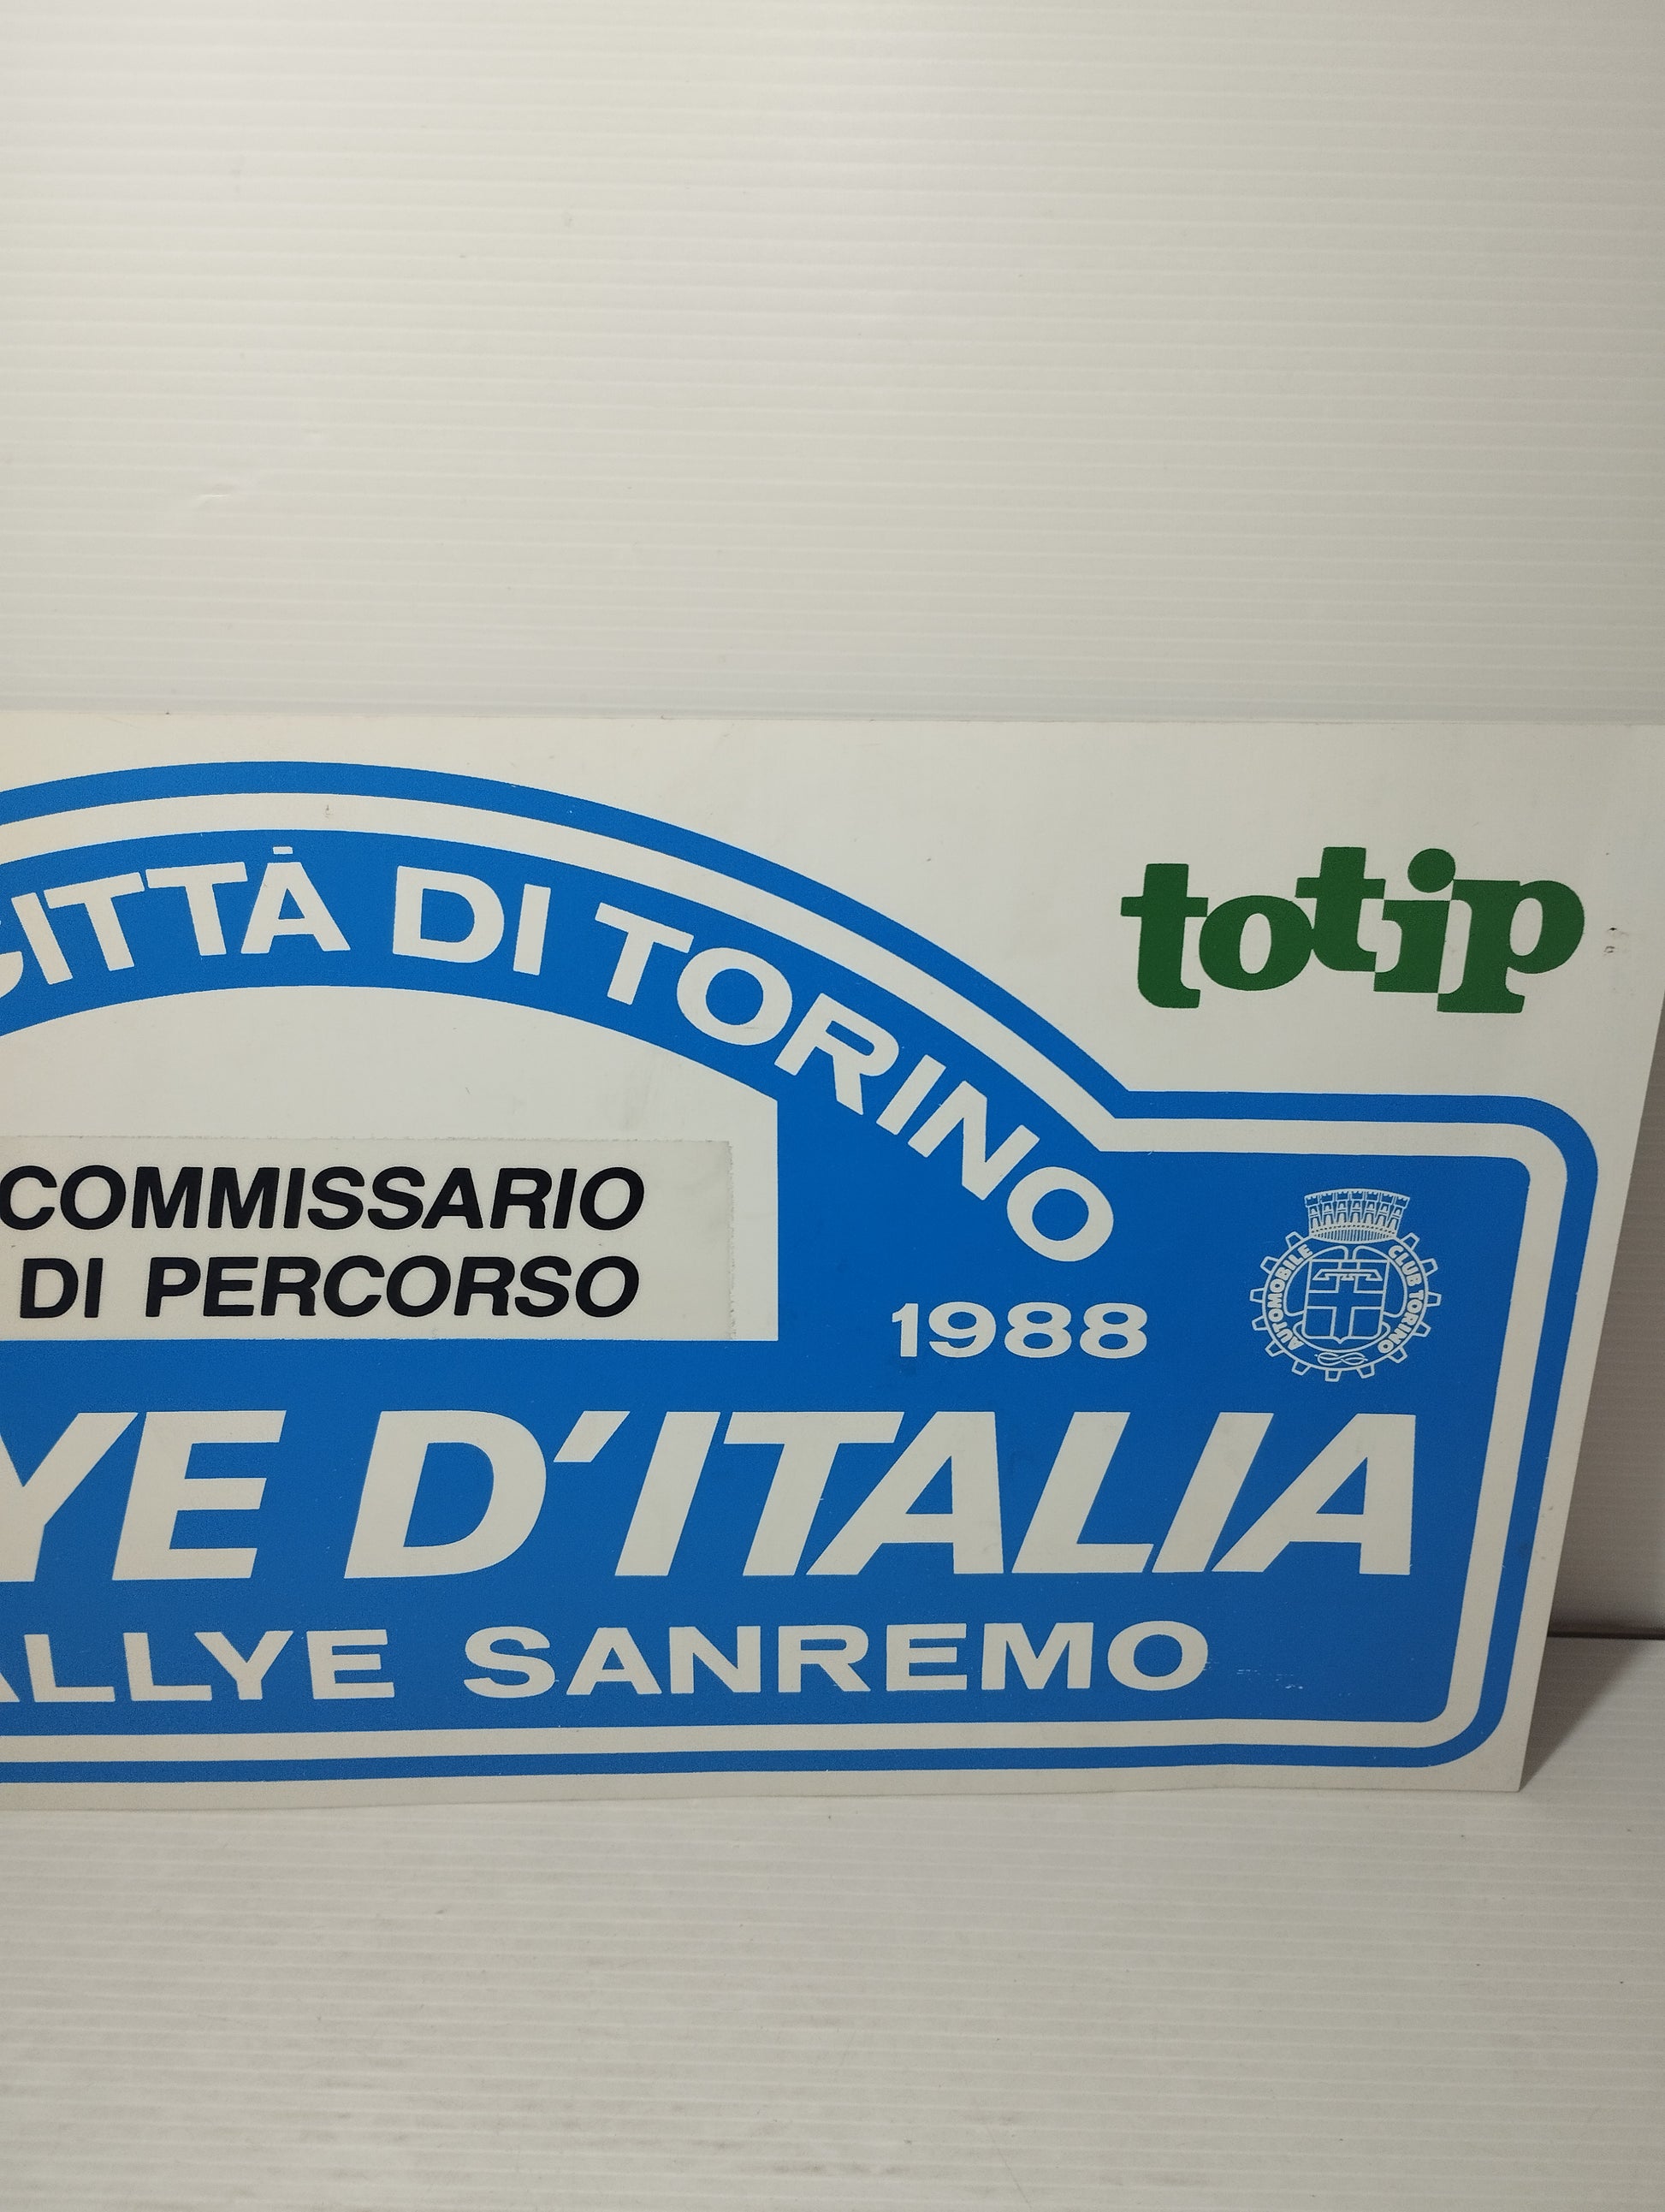 CITTÀ DI TORINO
totip
COMMISSARIO
DI PERCORSO
1988
AUTOMOBILE CLUB TORINO
YE D'ITALIA
ALLYE SANREMO